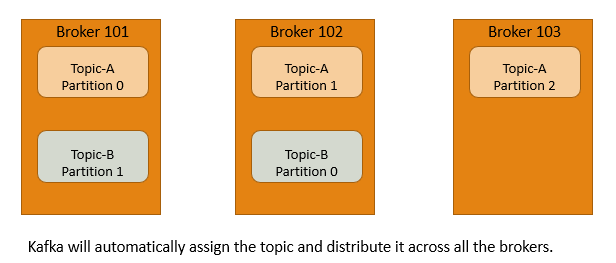 Broker 101
Topic-A
Partition 0
Topic-B
Partition 1
Broker 102
Topic-A
Partition 1
Topic-B
Partition 0
Broker 103
Topic-A
Partition 2
Kafka will automatically assign the topic and distribute it across all the brokers.